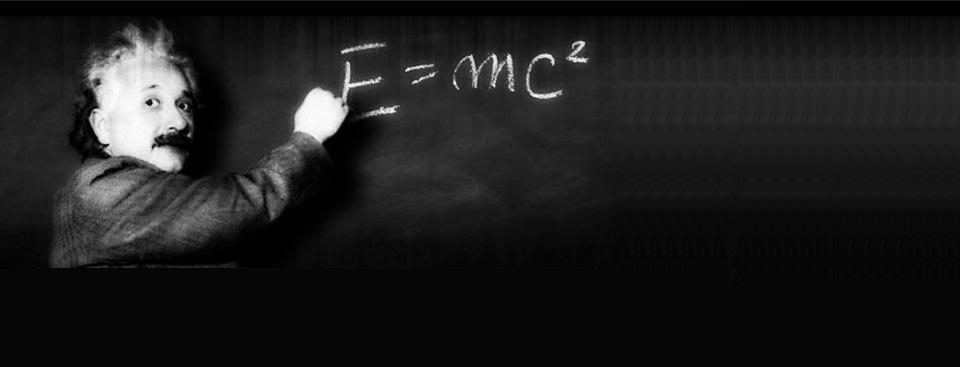 E = mc²